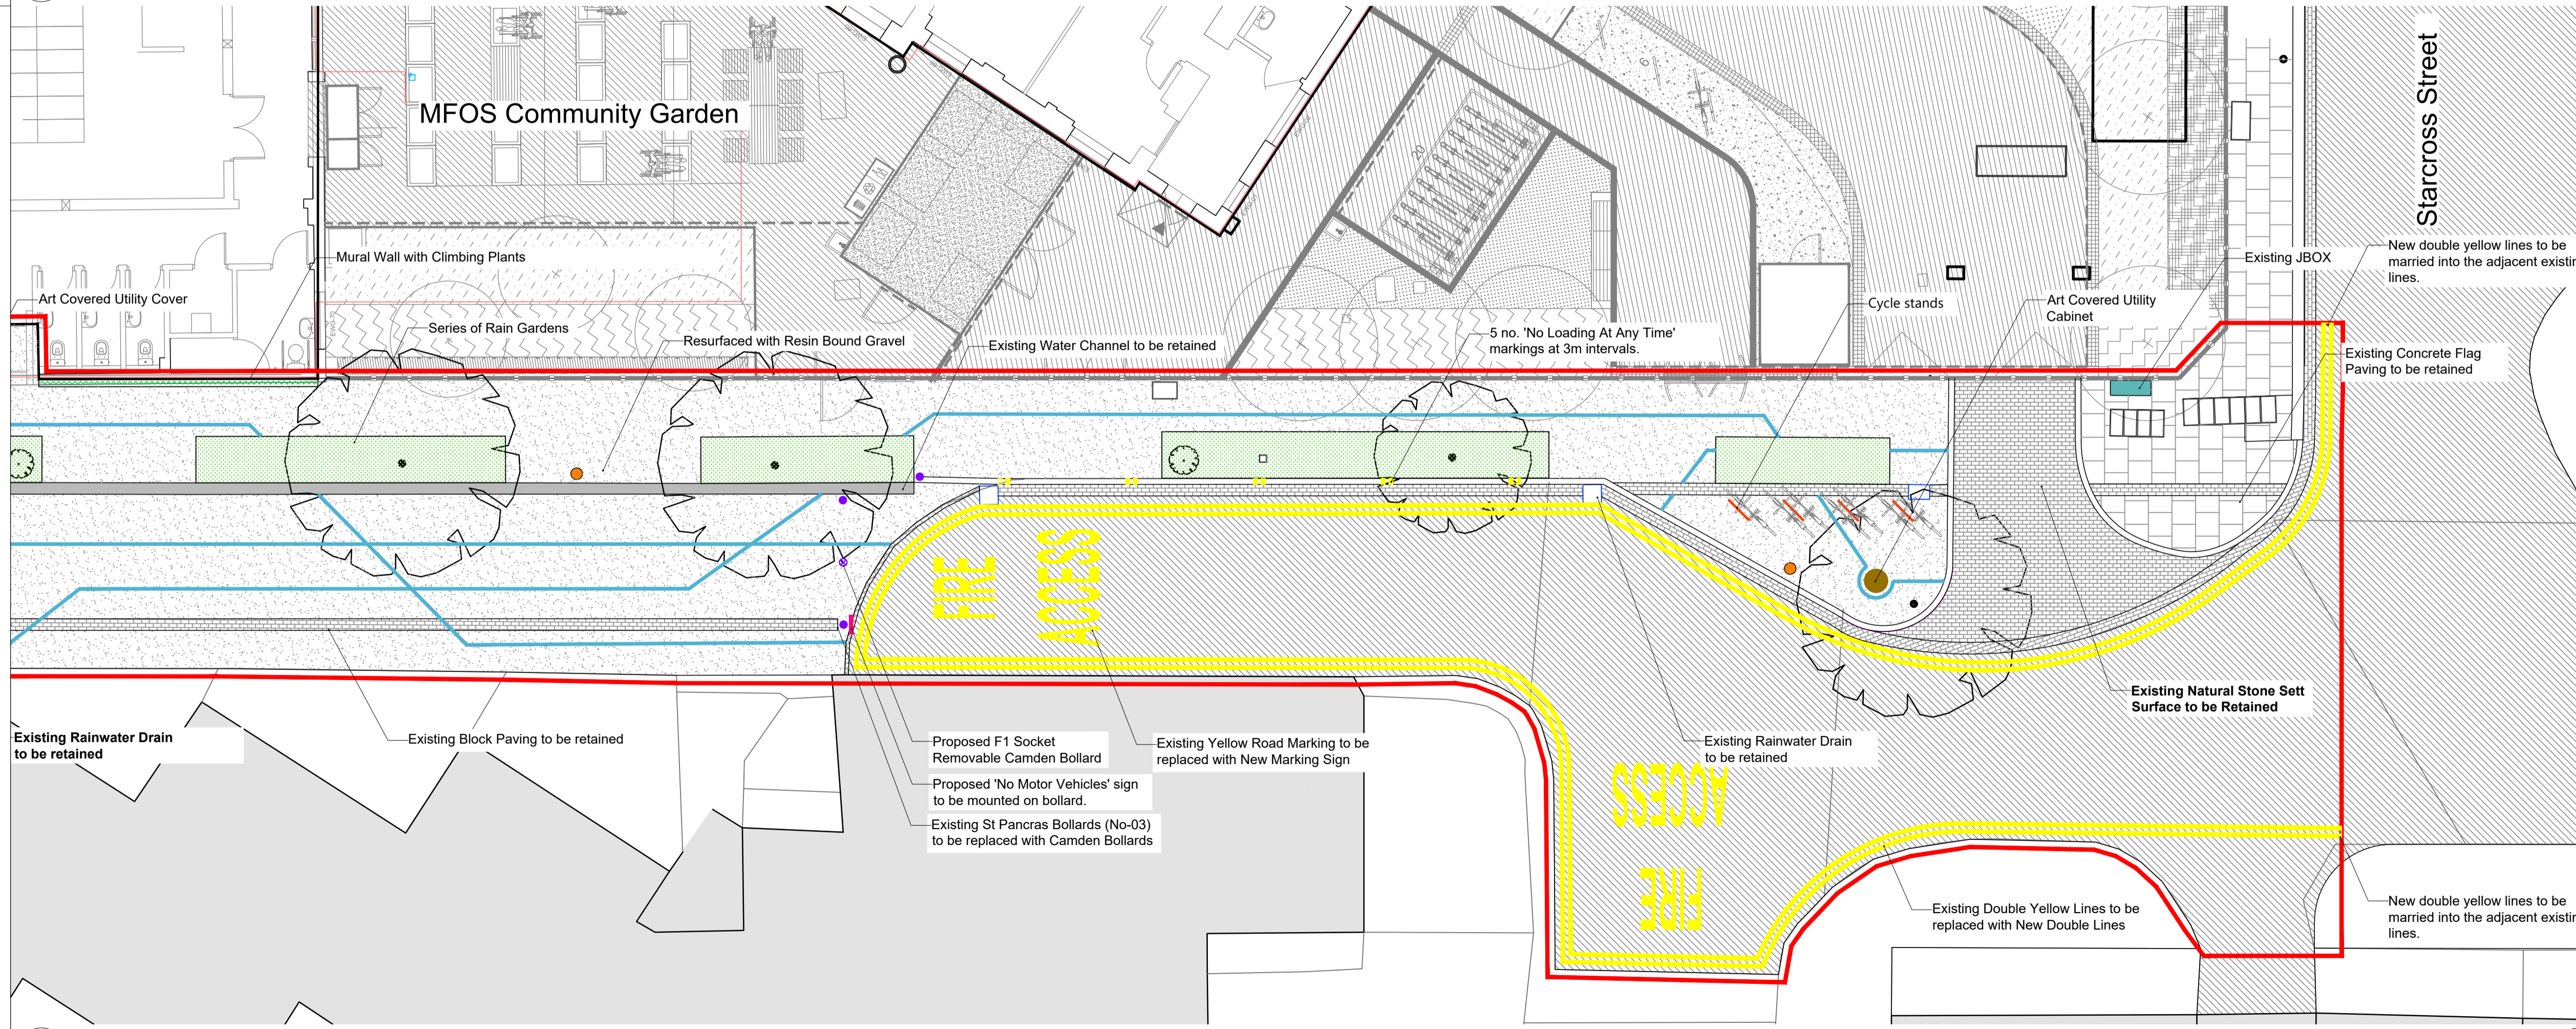 MFOS Community Garden
Starcross Street
20
6
Mural Wall with Climbing Plants
Art Covered Utility Cover
Series of Rain Gardens
Resurfaced with Resin Bound Gravel
Existing Water Channel to be retained
5 no. 'No Loading At Any Time'
markings at 3m intervals.
Cycle stands
Art Covered Utility
Cabinet
Existing JBOX
New double yellow lines to be
married into the adjacent existin
lines.
Existing Concrete Flag
Paving to be retained
FIRE
ACCESS
Existing Natural Stone Sett
Surface to be Retained
Existing Rainwater Drain
to be retained
Existing Block Paving to be retained
Proposed F1 Socket
Removable Camden Bollard
Proposed 'No Motor Vehicles' sign
to be mounted on bollard.
Existing St Pancras Bollards (No-03)
to be replaced with Camden Bollards
Existing Yellow Road Marking to be
replaced with New Marking Sign
Existing Rainwater Drain
to be retained
ACCESS
FIRE
Existing Double Yellow Lines to be
replaced with New Double Lines
New double yellow lines to be
married into the adjacent existin
lines.